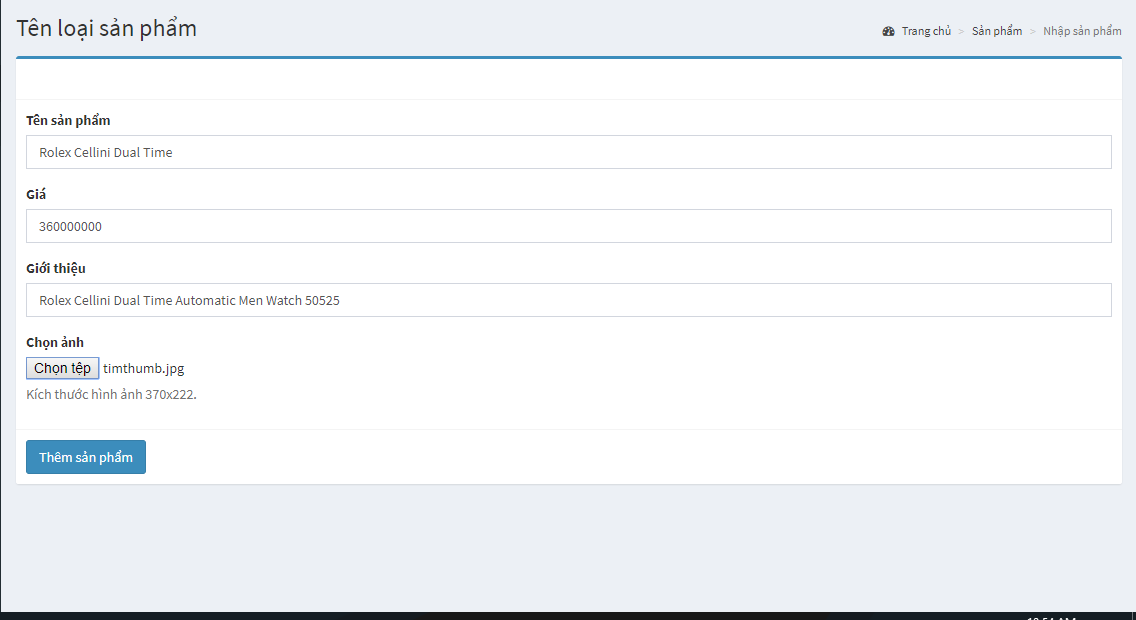 Tên loại sản phẩm
Trang chủ > Sản phẩm > Nhập sản phẩm
Tên sản phẩm
Rolex Cellini Dual Time
Giá
360000000
Giới thiệu
Rolex Cellini Dual Time Automatic Men Watch 50525
Chọn ảnh
Chọn tệp timthumb.jpg
Kích thước hình ảnh 370x222.
Thêm sản phẩm